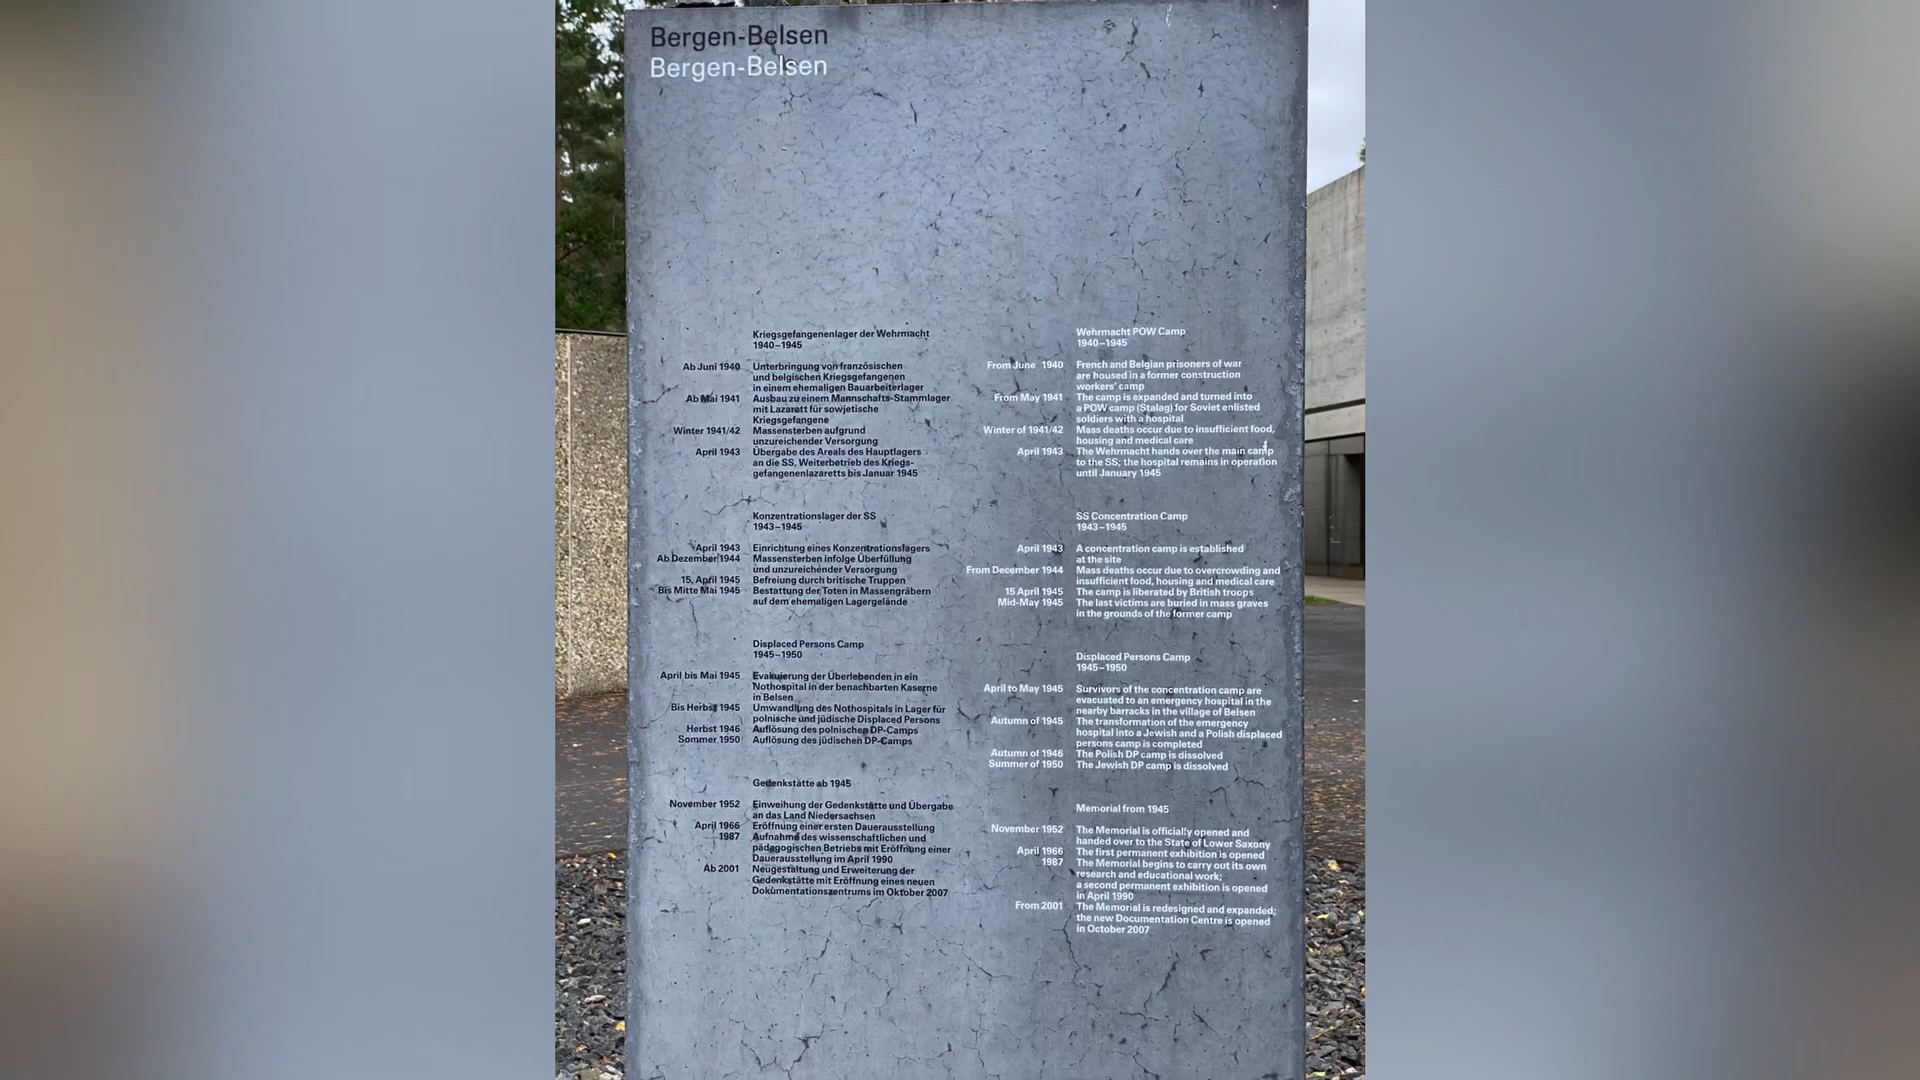 Bergen-Belsen
Bergen-Belsen
Kriegsgefangenenlager der Wehrmacht
1940–1945
Ab Juni 1940 Unterbringung von französischen
und belgischen Kriegsgefangenen
in einem ehemaligen Bauarbeiterlager
Ab Mai 1941 Ausbau zu einem Mannschafts-Stammlager
mit Lazarett für sowjetische
Kriegsgefangene
Winter 1941/42 Massensterben aufgrund
unzureichender Versorgung
April 1943 Übergabe des Areals des Hauptlagers
an die SS, Weiterbetrieb des Kriegs-
gefangenenlazaretts bis Januar 1945
Konzentrationslager der SS
1943–1945
April 1943 Einrichtung eines Konzentrationslagers
Ab Dezember 1944 Massensterben infolge Überfüllung
und unzureichender Versorgung
15. April 1945 Befreiung durch britische Truppen
Bis Mitte Mai 1945 Bestattung der Toten in Massengräbern
auf dem ehemaligen Lagergelände
Displaced Persons Camp
1945–1950
April bis Mai 1945 Evakuierung der Überlebenden in ein
Nothospital in der benachbarten Kaserne
in Belsen
Bis Herbst 1945 Umwandlung des Nothospitals in Lager für
polnische und jüdische Displaced Persons
Herbst 1946 Auflösung des polnischen DP-Camps
Sommer 1950 Auflösung des jüdischen DP-Camps
Gedenkstätte ab 1945
November 1952 Einweihung der Gedenkstätte und Übergabe
an das Land Niedersachsen
April 1966 Eröffnung einer ersten Dauerausstellung
1987 Aufnahme des wissenschaftlichen und
pädagogischen Betriebs mit Eröffnung einer
Dauerausstellung im April 1990
Ab 2001 Neugestaltung und Erweiterung der
Gedenkstätte mit Eröffnung eines neuen
Dokumentationszentrums im Oktober 2007
Wehrmacht POW Camp
1940–1945
From June 1940 French and Belgian prisoners of war
are housed in a former construction
workers' camp
From May 1941 The camp is expanded and turned into
a POW camp (Stalag) for Soviet enlisted
soldiers with a hospital
Winter of 1941/42 Mass deaths occur due to insufficient food,
housing and medical care
April 1943 The Wehrmacht hands over the main camp
to the SS; the hospital remains in operation
until January 1945
SS Concentration Camp
1943–1945
April 1943 A concentration camp is established
at the site
From December 1944 Mass deaths occur due to overcrowding and
insufficient food, housing and medical care
15 April 1945 The camp is liberated by British troops
Mid-May 1945 The last victims are buried in mass graves
in the grounds of the former camp
Displaced Persons Camp
1945–1950
April to May 1945 Survivors of the concentration camp are
evacuated to an emergency hospital in the
nearby barracks in the village of Belsen
Autumn of 1945 The transformation of the emergency
hospital into a Jewish and a Polish displaced
persons camp is completed
Autumn of 1946 The Polish DP camp is dissolved
Summer of 1950 The Jewish DP camp is dissolved
Memorial from 1945
November 1952 The Memorial is officially opened and
handed over to the State of Lower Saxony
April 1966 The first permanent exhibition is opened
1987 The Memorial begins to carry out its own
research and educational work;
a second permanent exhibition is opened
in April 1990
From 2001 The Memorial is redesigned and expanded;
the new Documentation Centre is opened
in October 2007